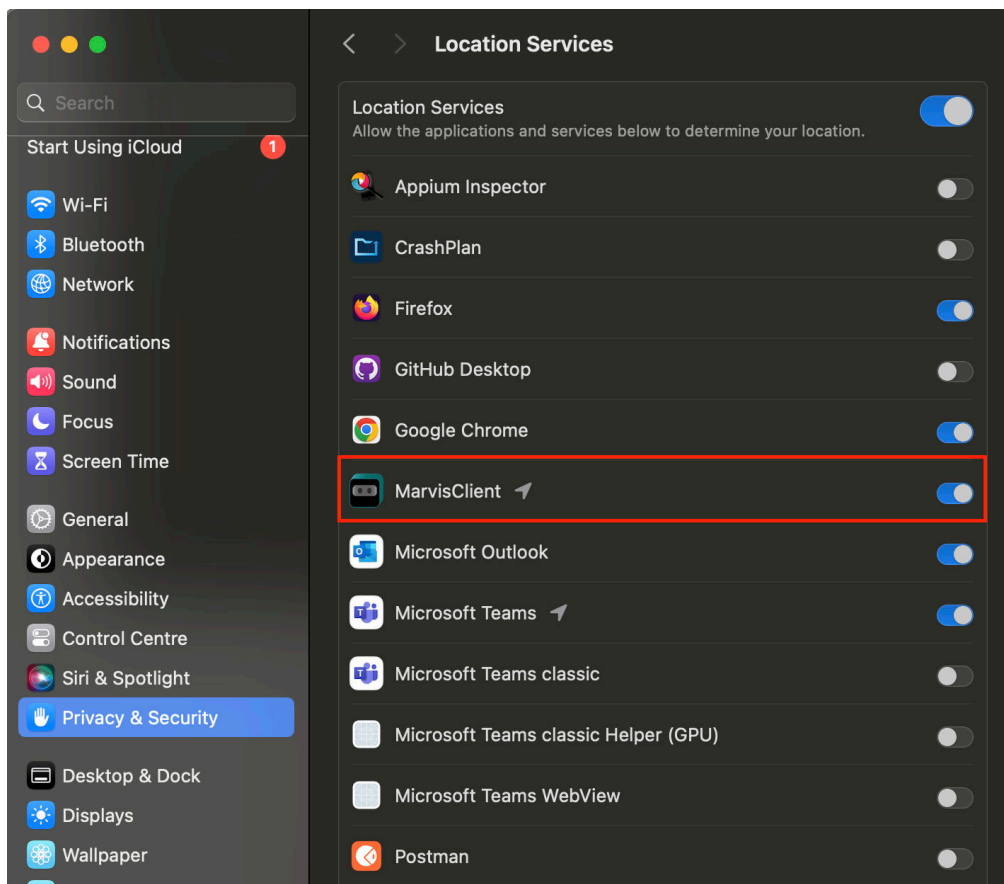 Search
Start Using iCloud
1
Wi-Fi
Bluetooth
Network
Notifications
Sound
Focus
Screen Time
General
Appearance
Accessibility
Control Centre
Siri & Spotlight
Privacy & Security
Desktop & Dock
Displays
Wallpaper
Location Services
Location Services
Allow the applications and services below to determine your location.
Appium Inspector
CrashPlan
Firefox
GitHub Desktop
Google Chrome
MarvisClient
Microsoft Outlook
Microsoft Teams
Microsoft Teams classic
Microsoft Teams classic Helper (GPU)
Microsoft Teams WebView
Postman